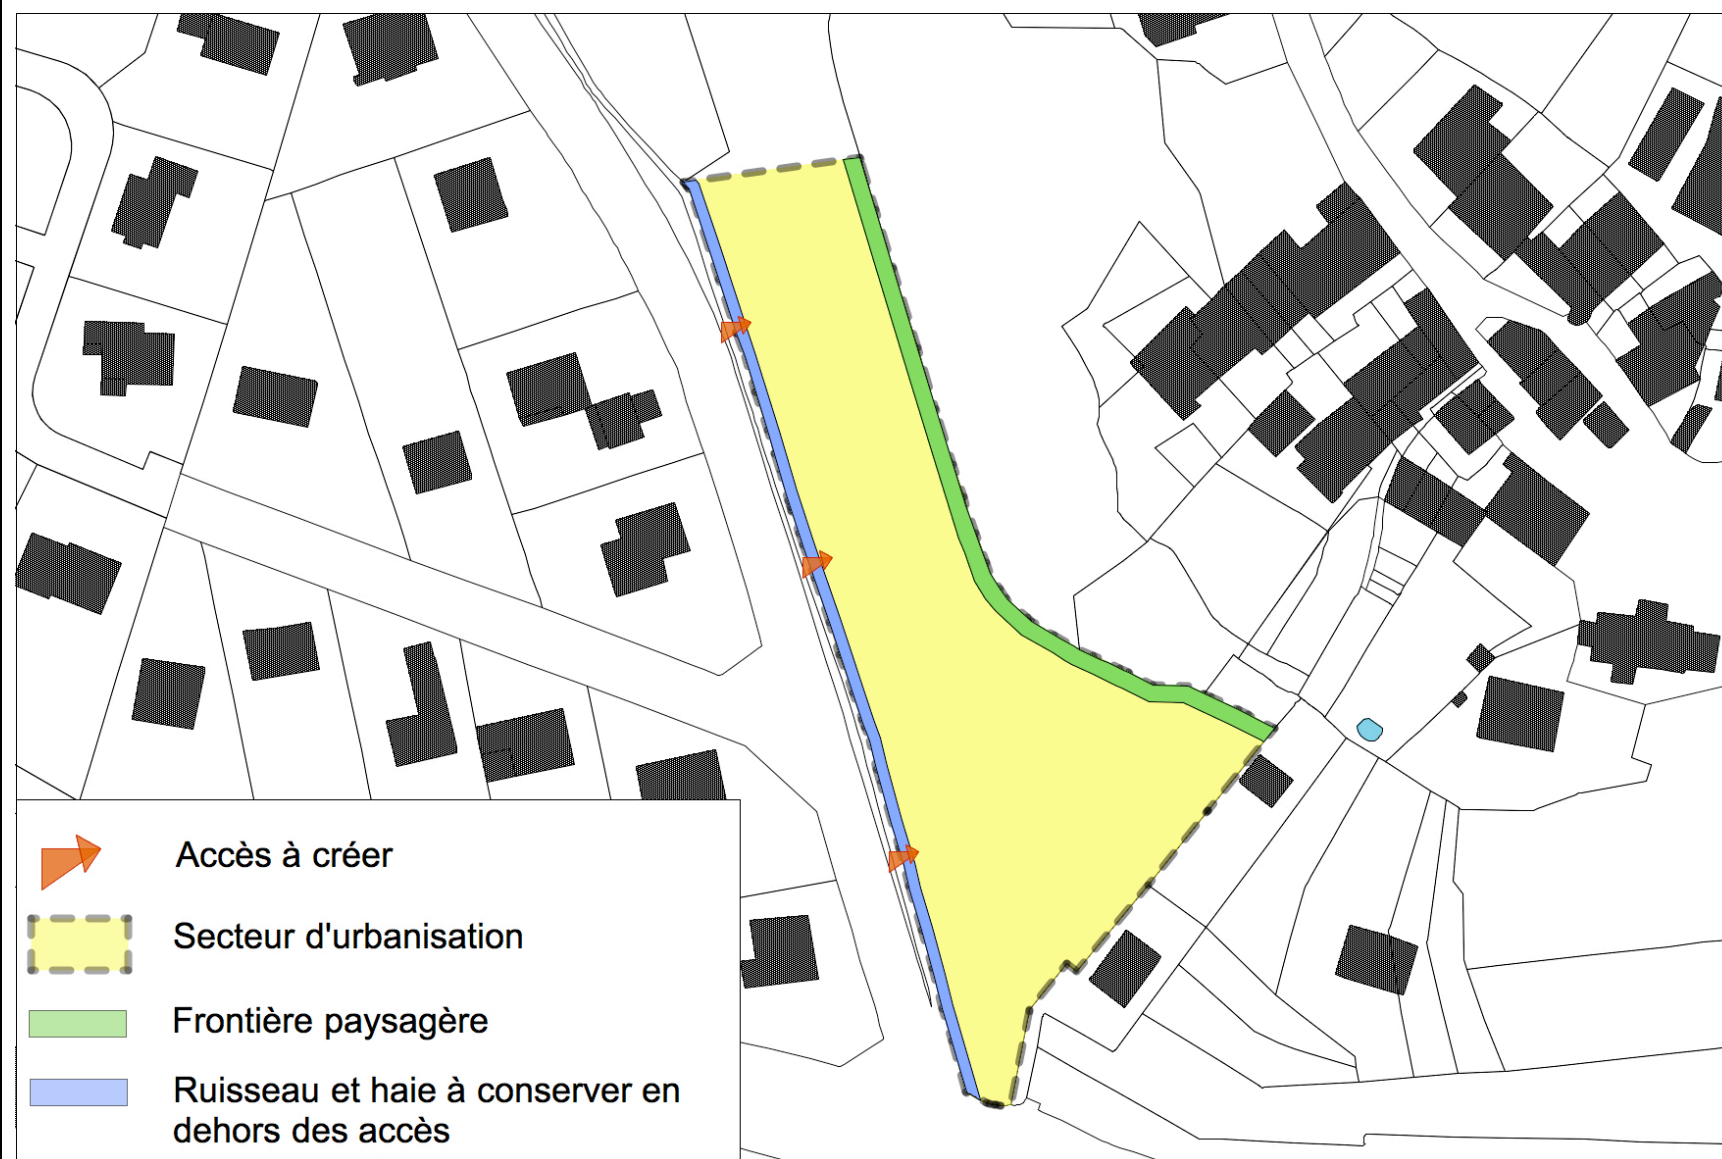 Accès à créer
Secteur d'urbanisation
Frontière paysagère
Ruisseau et haie à conserver en
dehors des accès